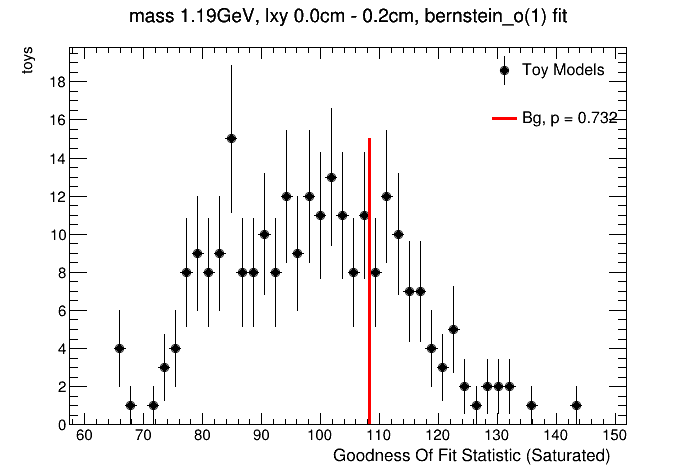 mass 1.19GeV, lxy 0.0cm - 0.2cm, bernstein_o(1) fit
toys
Toy Models
Bg, p = 0.732
18
16
14
12
10
8
6
4
2
0
60 70 80 90 100 110 120 130 140 150
Goodness Of Fit Statistic (Saturated)